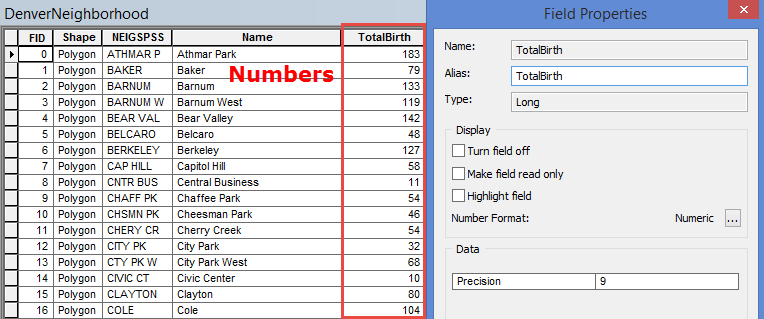 DenverNeighborhood
FID Shape NEIGSPSS Name TotalBirth
0 Polygon ATHMAR P Athmar Park 183
1 Polygon BAKER Baker 79
2 Polygon BARNUM Barnum 133
3 Polygon BARNUM W Barnum West 119
4 Polygon BEAR VAL Bear Valley 142
5 Polygon BELCARO Belcaro 48
6 Polygon BERKELEY Berkeley 127
7 Polygon CAP HILL Capitol Hill 58
8 Polygon CNTR BUS Central Business 11
9 Polygon CHAFF PK Chaffee Park 54
10 Polygon CHSMN PK Cheesman Park 46
11 Polygon CHERY CR Cherry Creek 54
12 Polygon CITY PK City Park 32
13 Polygon CTY PK W City Park West 68
14 Polygon CIVIC CT Civic Center 10
15 Polygon CLAYTON Clayton 80
16 Polygon COLE Cole 104
Numbers
Field Properties
Name: TotalBirth
Alias: TotalBirth
Type: Long
Display
Turn field off
Make field read only
Highlight field
Number Format: Numeric ...
Data
Precision 9